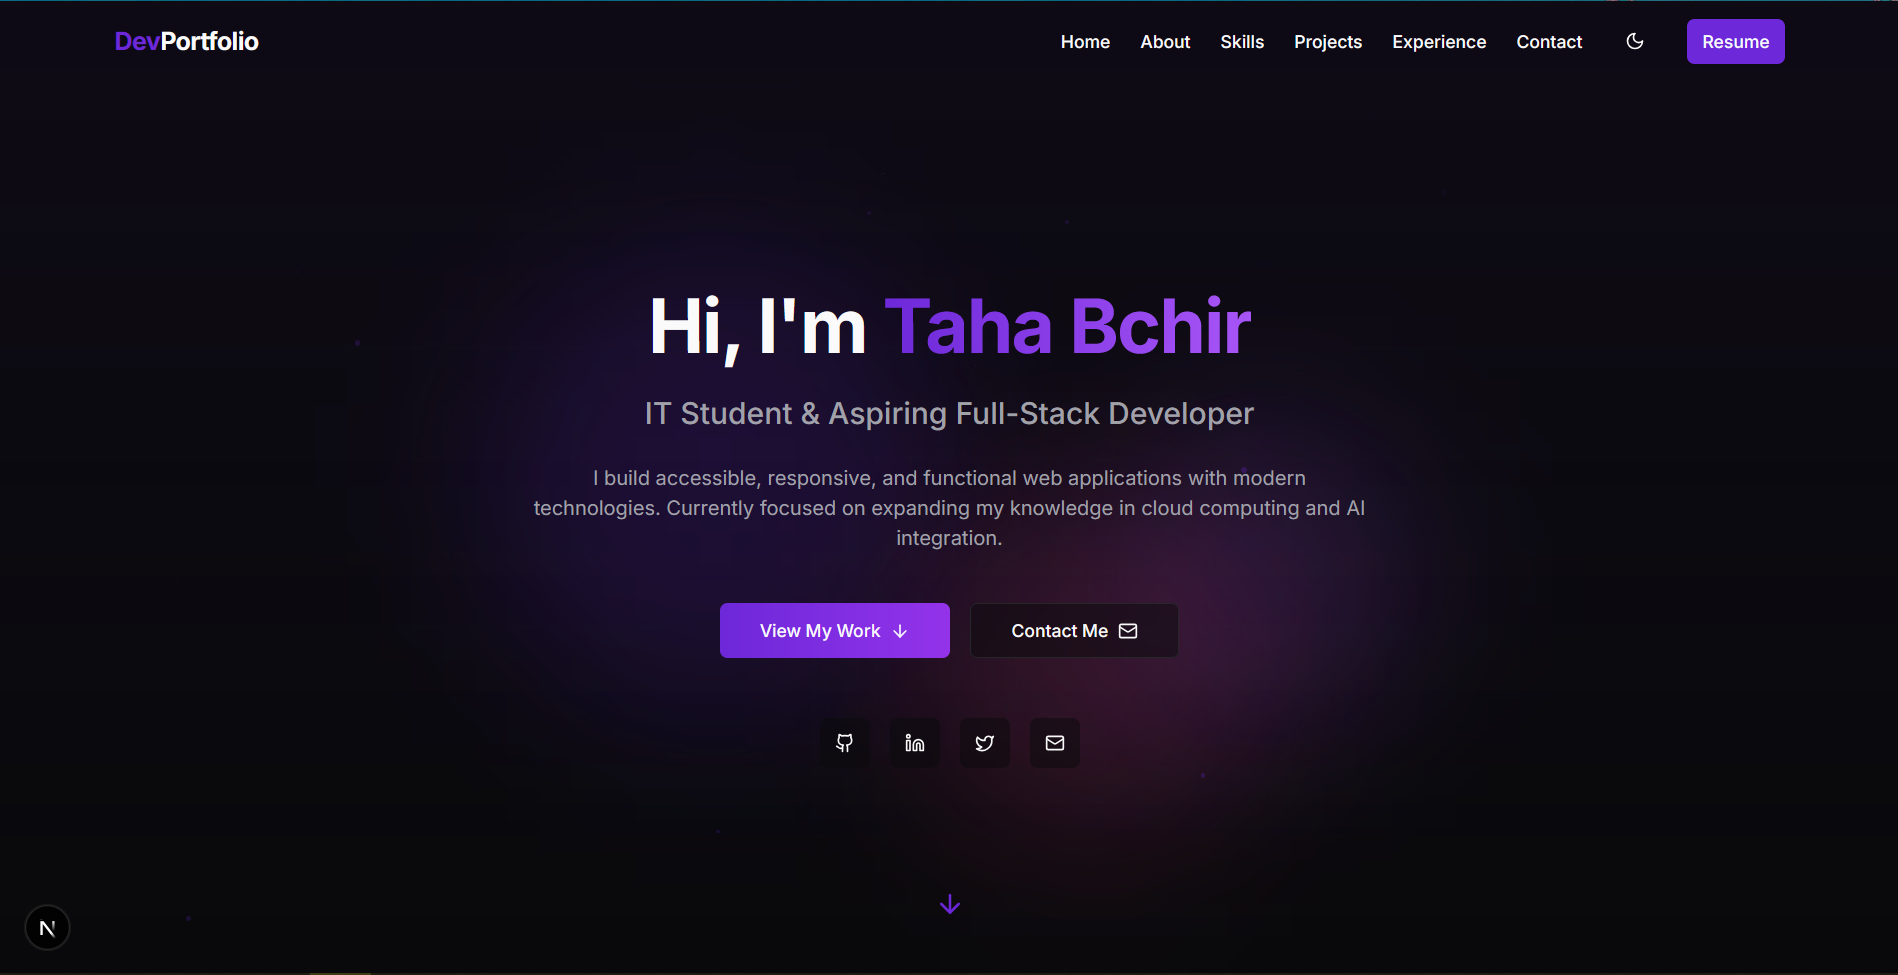 DevPortfolio
Home About Skills Projects Experience Contact Resume
Hi, I'm Taha Bchir
IT Student & Aspiring Full-Stack Developer
I build accessible, responsive, and functional web applications with modern
technologies. Currently focused on expanding my knowledge in cloud computing and AI
integration.
View My Work
Contact Me
in
N